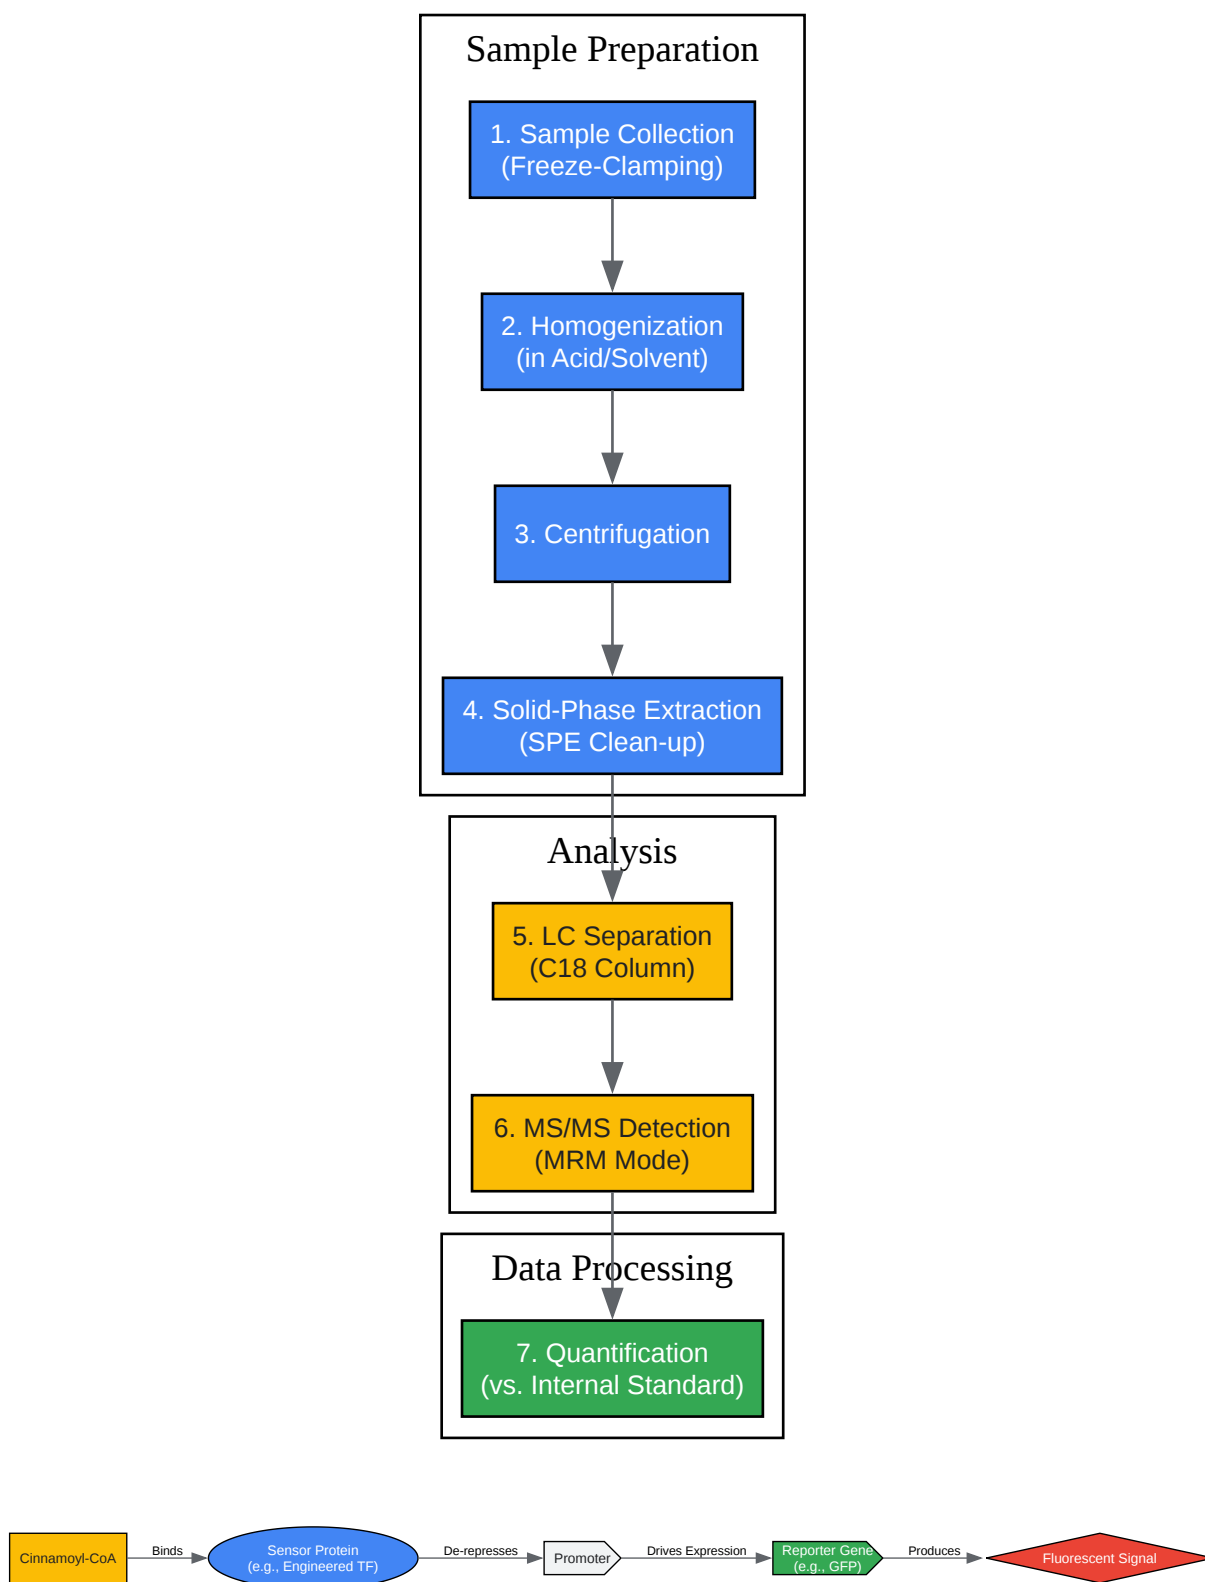 Sample Preparation
1. Sample Collection
(Freeze-Clamping)
2. Homogenization
(in Acid/Solvent)
3. Centrifugation
4. Solid-Phase Extraction
(SPE Clean-up)
Analysis
5. LC Separation
(C18 Column)
6. MS/MS Detection
(MRM Mode)
Data Processing
7. Quantification
(vs. Internal Standard)
Cinnamoyl-CoA
Binds
Sensor Protein
(e.g., Engineered TF)
De-represses
Promoter
Drives Expression
Reporter Gene
(e.g., GFP)
Produces
Fluorescent Signal